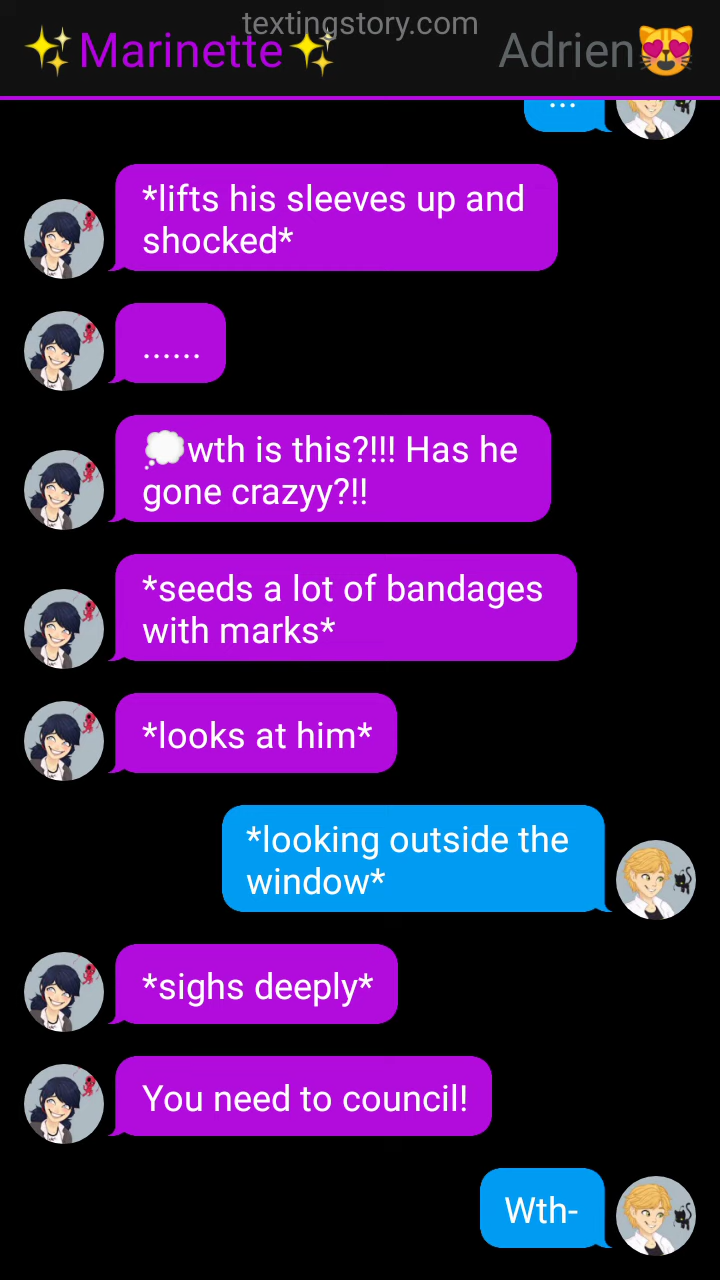 textingstory.com
✨Marinette✨ Adrien😻
...
*lifts his sleeves up and
shocked*
......
💭wth is this?!!! Has he
gone crazyy?!!
*seeds a lot of bandages
with marks*
*looks at him*
*looking outside the
window*
*sighs deeply*
You need to council!
Wth-